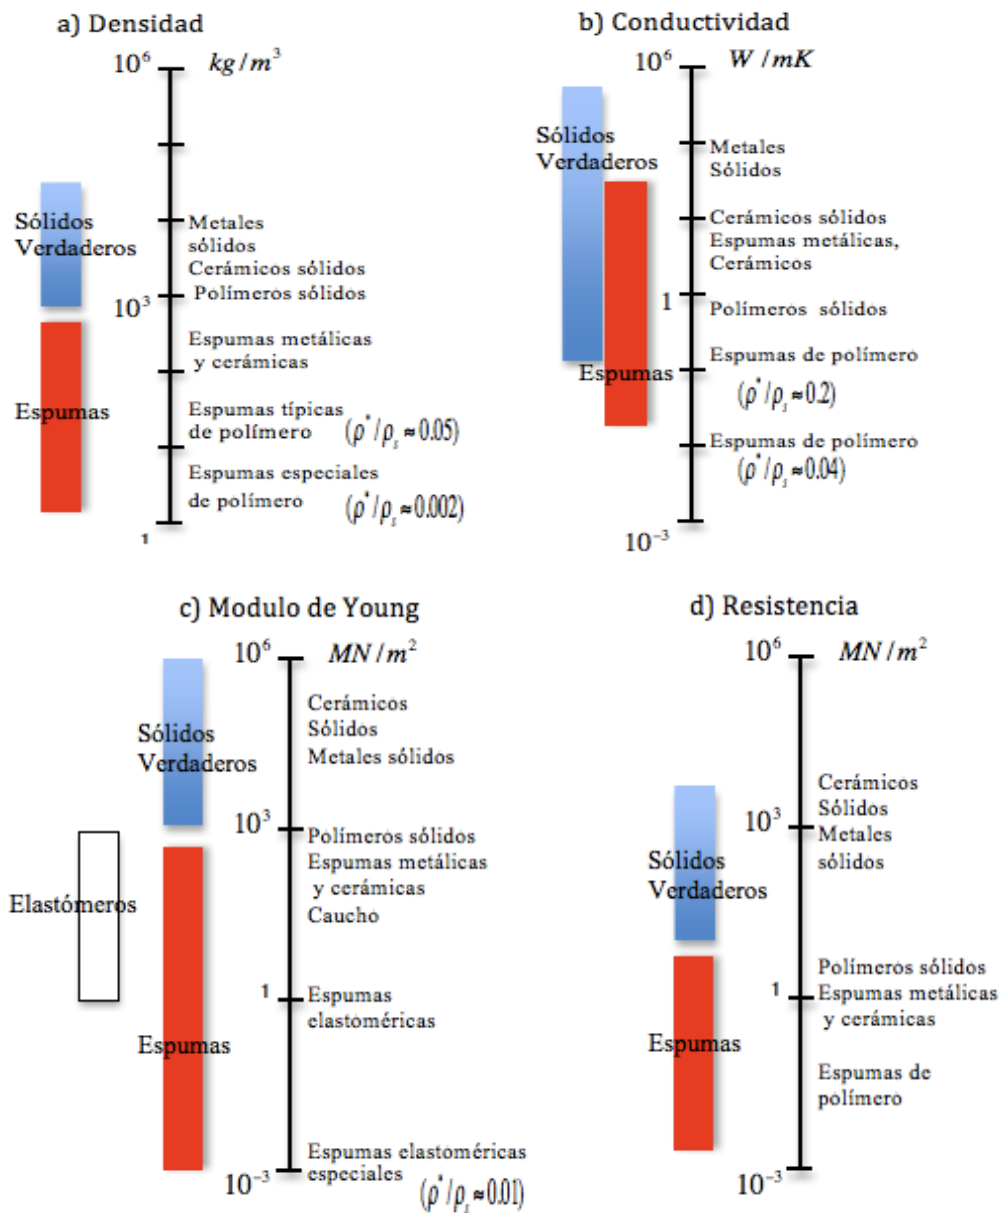 a) Densidad
10⁶ kg/m³
Sólidos
Verdaderos
Metales
sólidos
Cerámicos sólidos
Polímeros sólidos
10³
Espumas metálicas
y cerámicas
Espumas
Espumas típicas
de polímero (ρ*/ρₛ≈0.05)
Espumas especiales
de polímero (ρ*/ρₛ≈0.002)
1
b) Conductividad
10⁶ W/mK
Sólidos
Verdaderos
Metales
Sólidos
Cerámicos sólidos
Espumas metálicas,
Cerámicos
1
Polímeros sólidos
Espumas
Espumas de polímero
(ρ*/ρₛ≈0.2)
Espumas de polímero
(ρ*/ρₛ≈0.04)
10⁻³
c) Modulo de Young
10⁶ MN/m²
Sólidos
Verdaderos
Cerámicos
Sólidos
Metales sólidos
10³
Polímeros sólidos
Espumas metálicas
y cerámicas
Caucho
Elastómeros
1
Espumas
elastoméricas
Espumas
Espumas elastoméricas
especiales
(ρ*/ρₛ≈0.01)
10⁻³
d) Resistencia
10⁶ MN/m²
Cerámicos
Sólidos
Metales
sólidos
10³
Sólidos
Verdaderos
Polímeros sólidos
Espumas metálicas
y cerámicas
1
Espumas
Espumas de
polímero
10⁻³